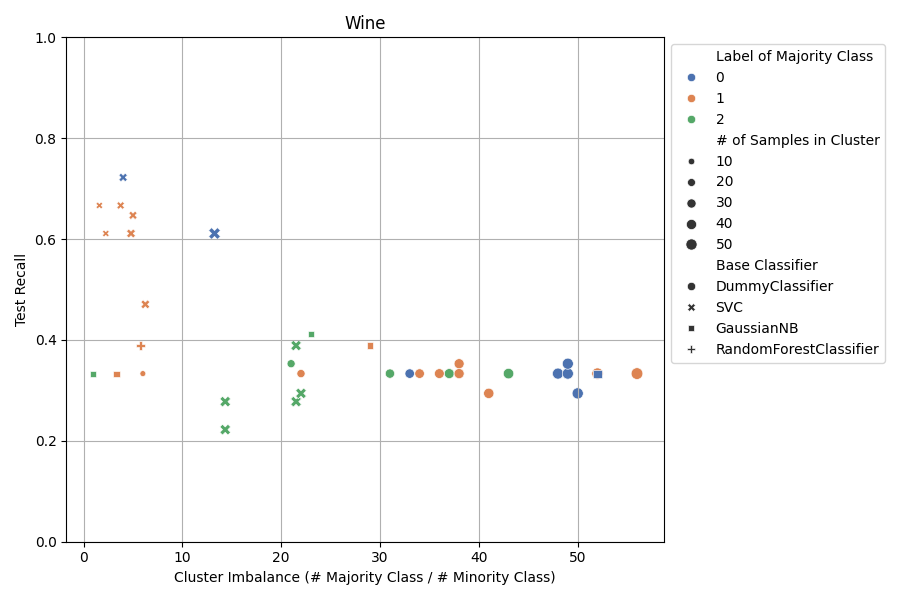 Wine
Test Recall
1.0
0.8
0.6
0.4
0.2
0.0
0 10 20 30 40 50
Cluster Imbalance (# Majority Class / # Minority Class)
Label of Majority Class
0
1
2
# of Samples in Cluster
10
20
30
40
50
Base Classifier
DummyClassifier
SVC
GaussianNB
RandomForestClassifier